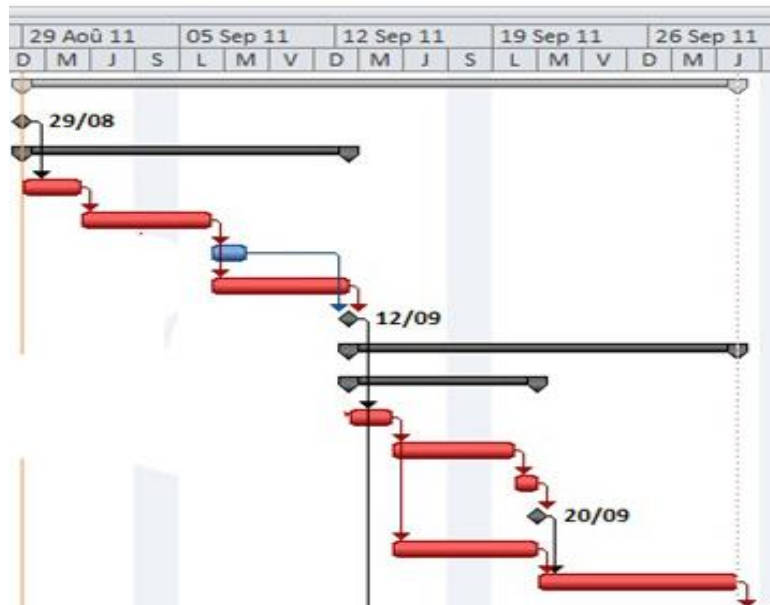 29 Aoû 11 05 Sep 11 12 Sep 11 19 Sep 11 26 Sep 11
D M J S L M V D M J S L M V D M J
29/08
12/09
20/09